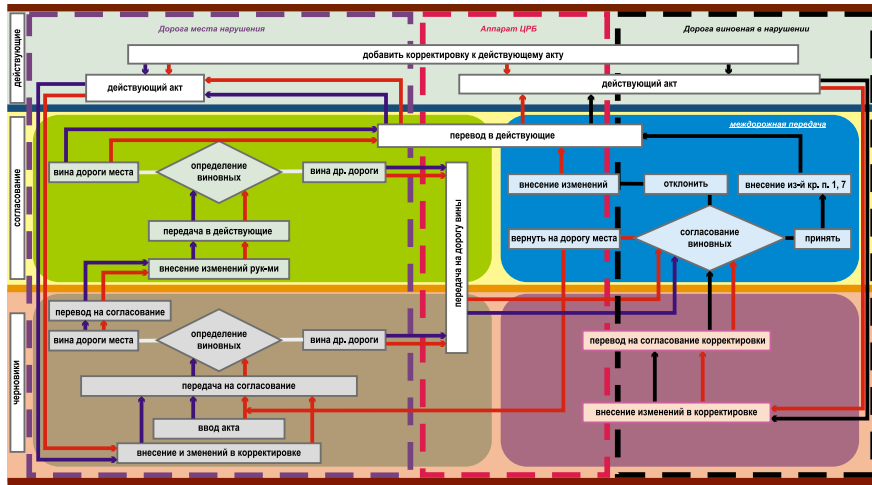 Дорога места нарушения
Аппарат ЦРБ
Дорога виновная в нарушении
действующие
добавить корректировку к действующему акту
действующий акт
действующий акт
перевод в действующие
междорожная передача
согласование
вина дороги места
определение
виновных
вина др. дороги
передача на дорогу вины
внесение изменений
отклонить
внесение из-й кр. п. 1, 7
передача в действующие
вернуть на дорогу места
согласование
виновных
принять
внесение изменений рук-ми
черновики
перевод на согласование
вина дороги места
определение
виновных
вина др. дороги
перевод на согласование корректировки
передача на согласование
внесение изменений в корректировке
ввод акта
внесение и зменений в корректировке